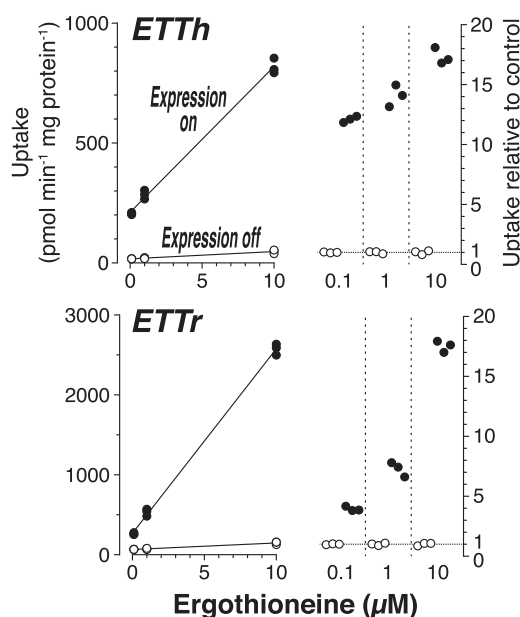 ETTh
Uptake
(pmol min⁻¹ mg protein⁻¹)
1000
500
0
Expression
on
Expression off
0 5 10
0.1 1 10
20
15
10
5
1
0
Uptake relative to control
ETTr
3000
2000
1000
0
0 5 10
0.1 1 10
20
15
10
5
1
0
Ergothioneine (μM)